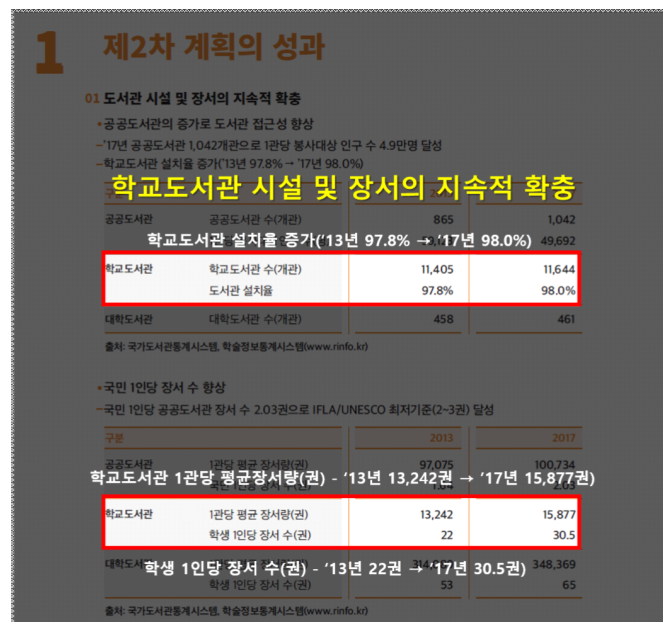 1 제2차 계획의 성과
01 도서관 시설 및 장서의 지속적 확충
•공공도서관의 증가로 도서관 접근성 향상
–'17년 공공도서관 1,042개관으로 1관당 봉사대상 인구 수 4.9만명 달성
–학교도서관 설치율 증가('13년 97.8% → '17년 98.0%)
학교도서관 시설 및 장서의 지속적 확충
구분
공공도서관 공공도서관 수(개관) 865 1,042
학교도서관 설치율 증가('13년 97.8% → '17년 98.0%)
49,692
학교도서관 학교도서관 수(개관) 11,405 11,644
도서관 설치율 97.8% 98.0%
대학도서관 대학도서관 수(개관) 458 461
출처: 국가도서관통계시스템, 학술정보통계시스템(www.rinfo.kr)
•국민 1인당 장서 수 향상
–국민 1인당 공공도서관 장서 수 2.03권으로 IFLA/UNESCO 최저기준(2~3권) 달성
구분 2013 2017
공공도서관 1관당 평균 장서량(권) 97,075 100,734
학교도서관 1관당 평균장서량(권) - '13년 13,242권 → '17년 15,877권)
학교도서관 1관당 평균 장서량(권) 13,242 15,877
학생 1인당 장서 수(권) 22 30.5
대학도서관 348,369
학생 1인당 장서 수(권) - '13년 22권 → '17년 30.5권)
학생 1인당 장서 수(권) 53 65
출처: 국가도서관통계시스템, 학술정보통계시스템(www.rinfo.kr)